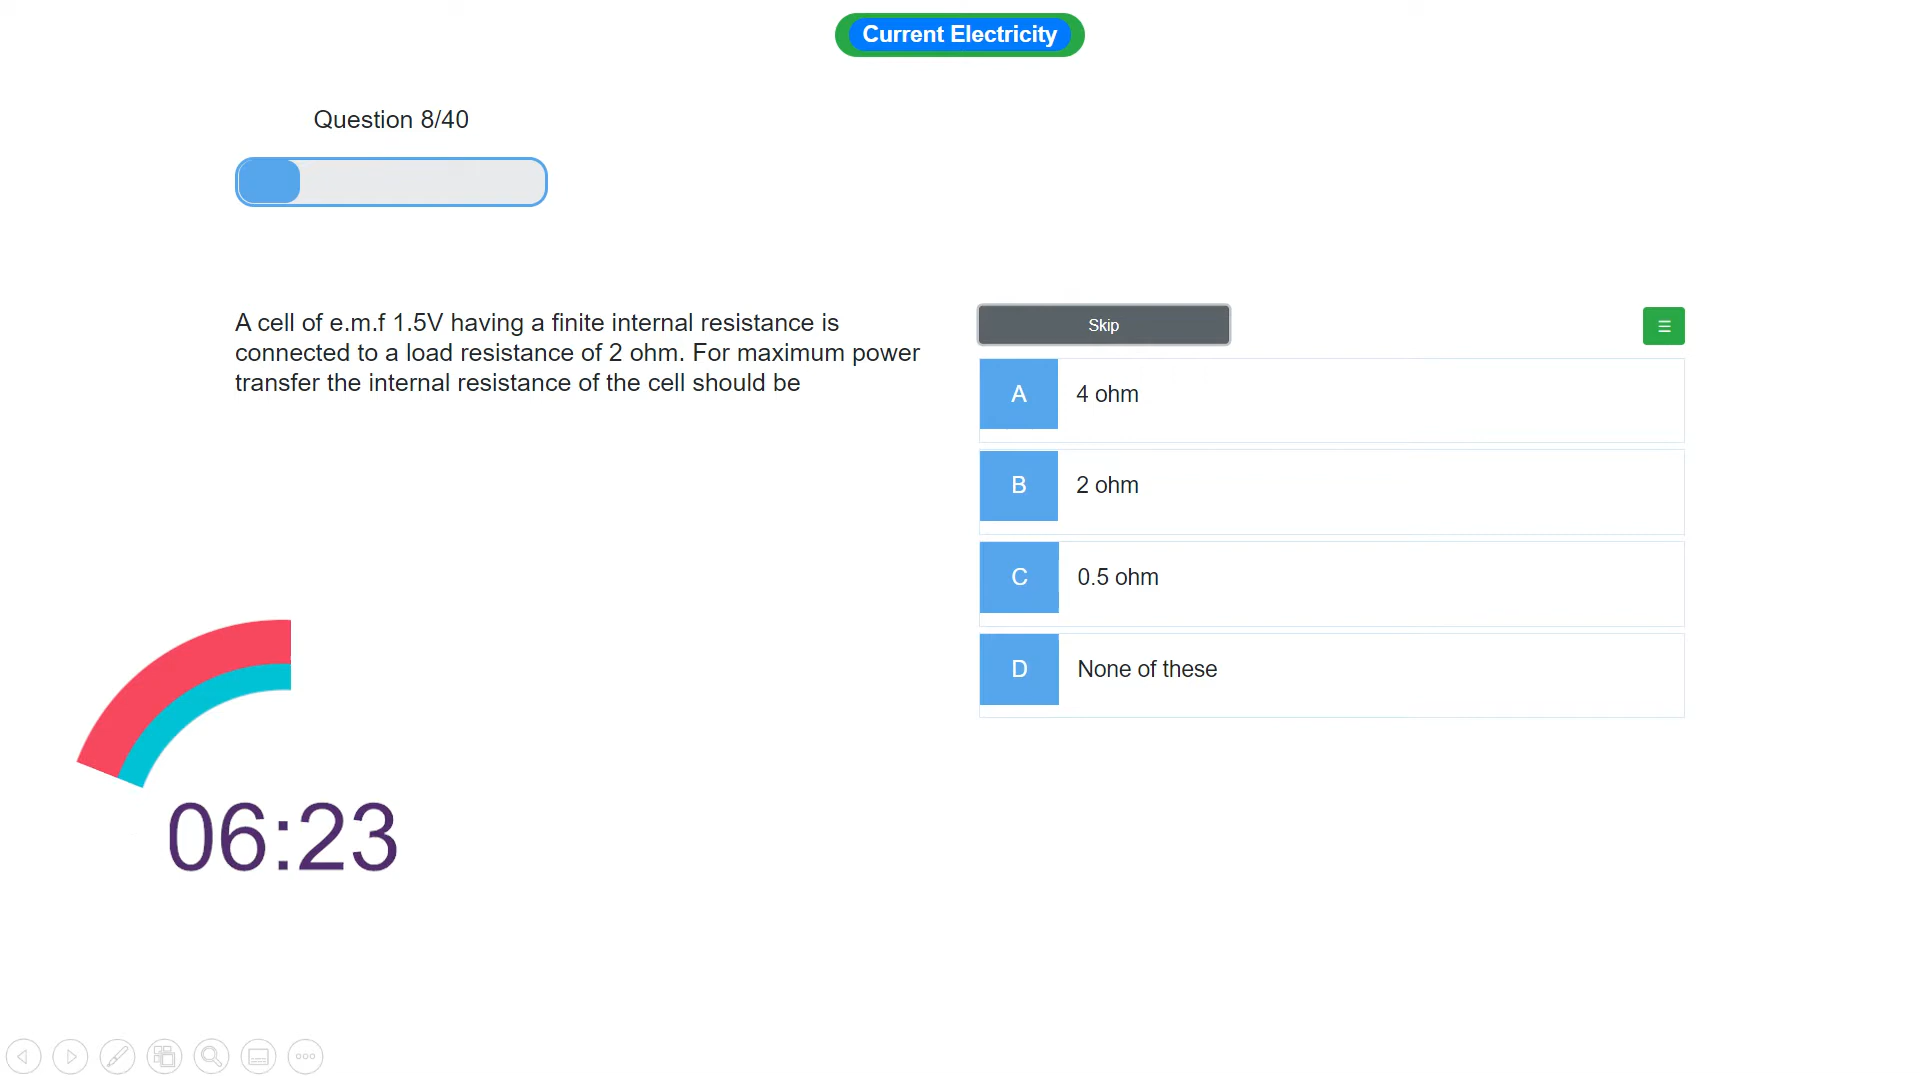 Current Electricity
Question 8/40
A cell of e.m.f 1.5V having a finite internal resistance is
connected to a load resistance of 2 ohm. For maximum power
transfer the internal resistance of the cell should be
Skip
A
4 ohm
B
2 ohm
C
0.5 ohm
D
None of these
06:23